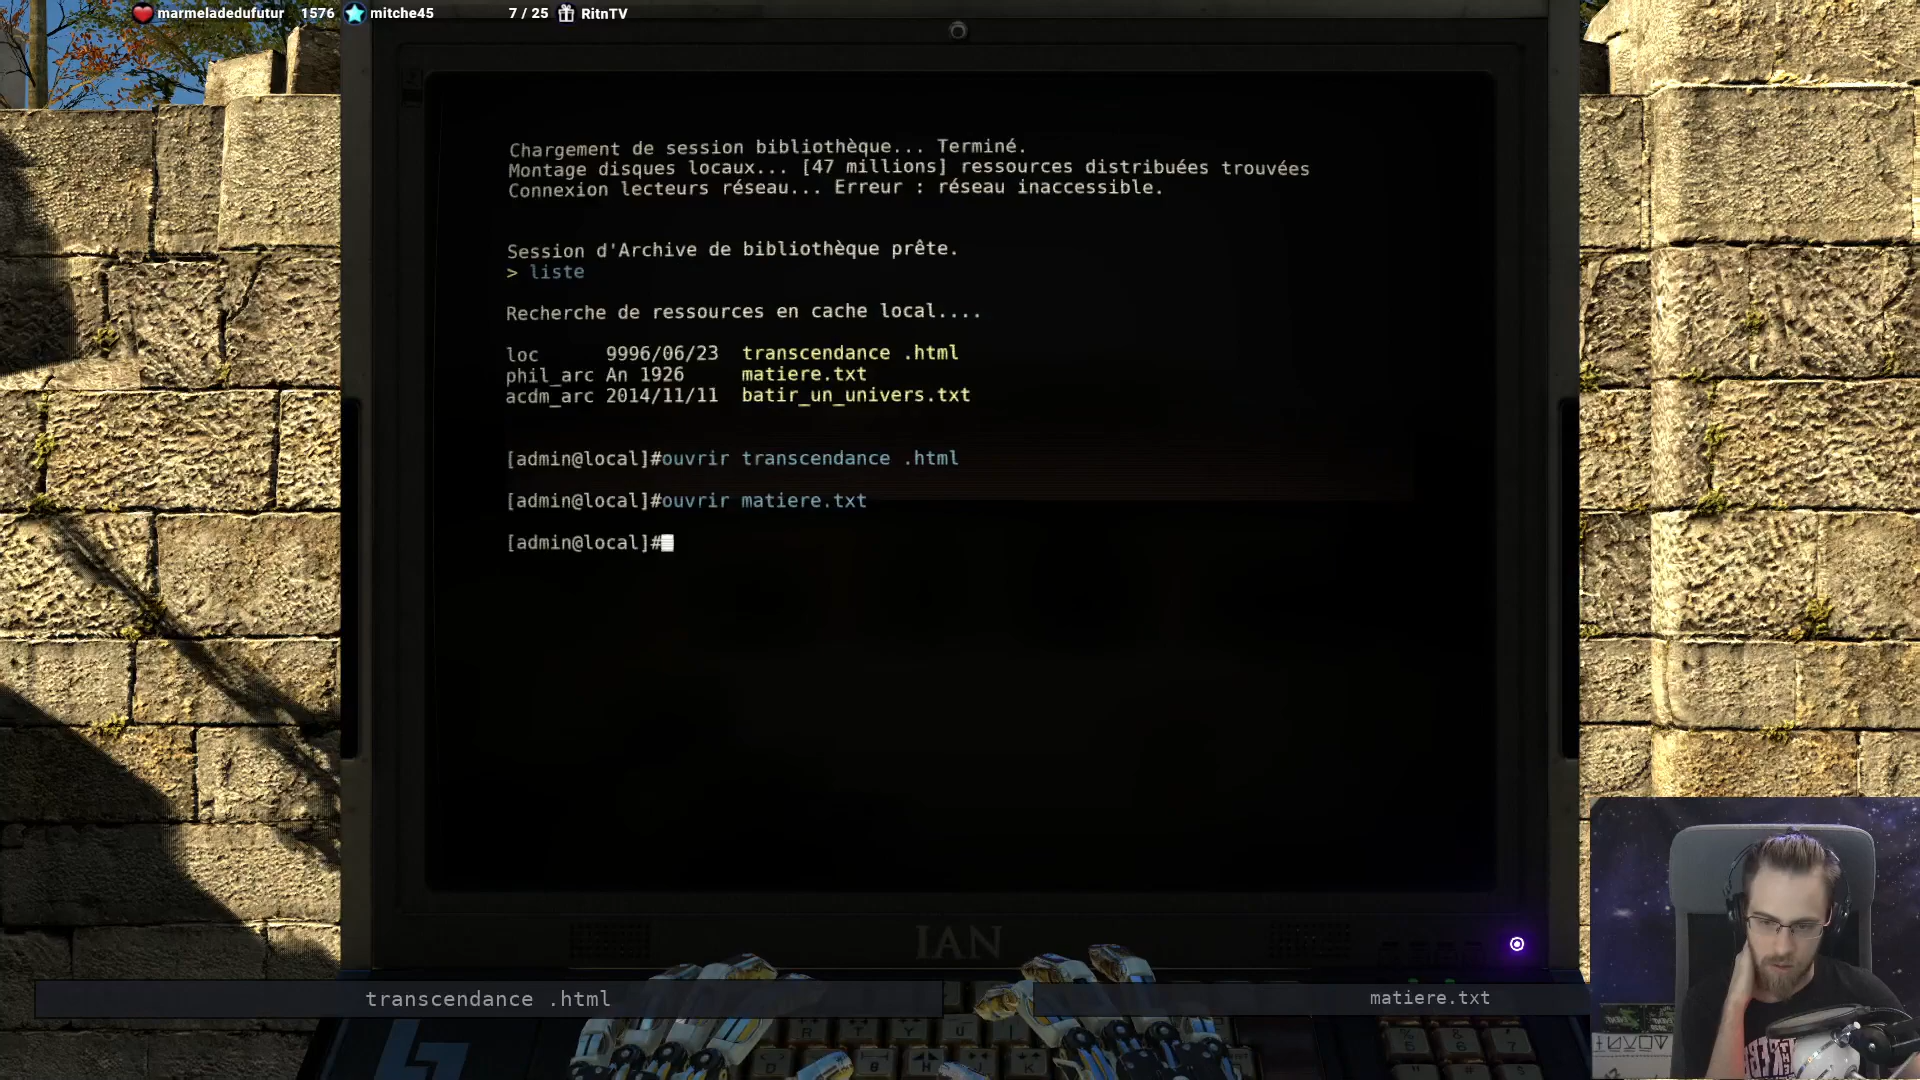 marmeladedufutur 1576 mitche45 7 / 25 RitnTV
Chargement de session bibliothèque... Terminé.
Montage disques locaux... [47 millions] ressources distribuées trouvées
Connexion lecteurs réseau... Erreur : réseau inaccessible.
Session d'Archive de bibliothèque prête.
> liste
Recherche de ressources en cache local....
loc 9996/06/23 transcendance .html
phil_arc An 1926 matiere.txt
acdm_arc 2014/11/11 batir_un_univers.txt
[admin@local]#ouvrir transcendance .html
[admin@local]#ouvrir matiere.txt
[admin@local]#
IAN
transcendance .html
matiere.txt